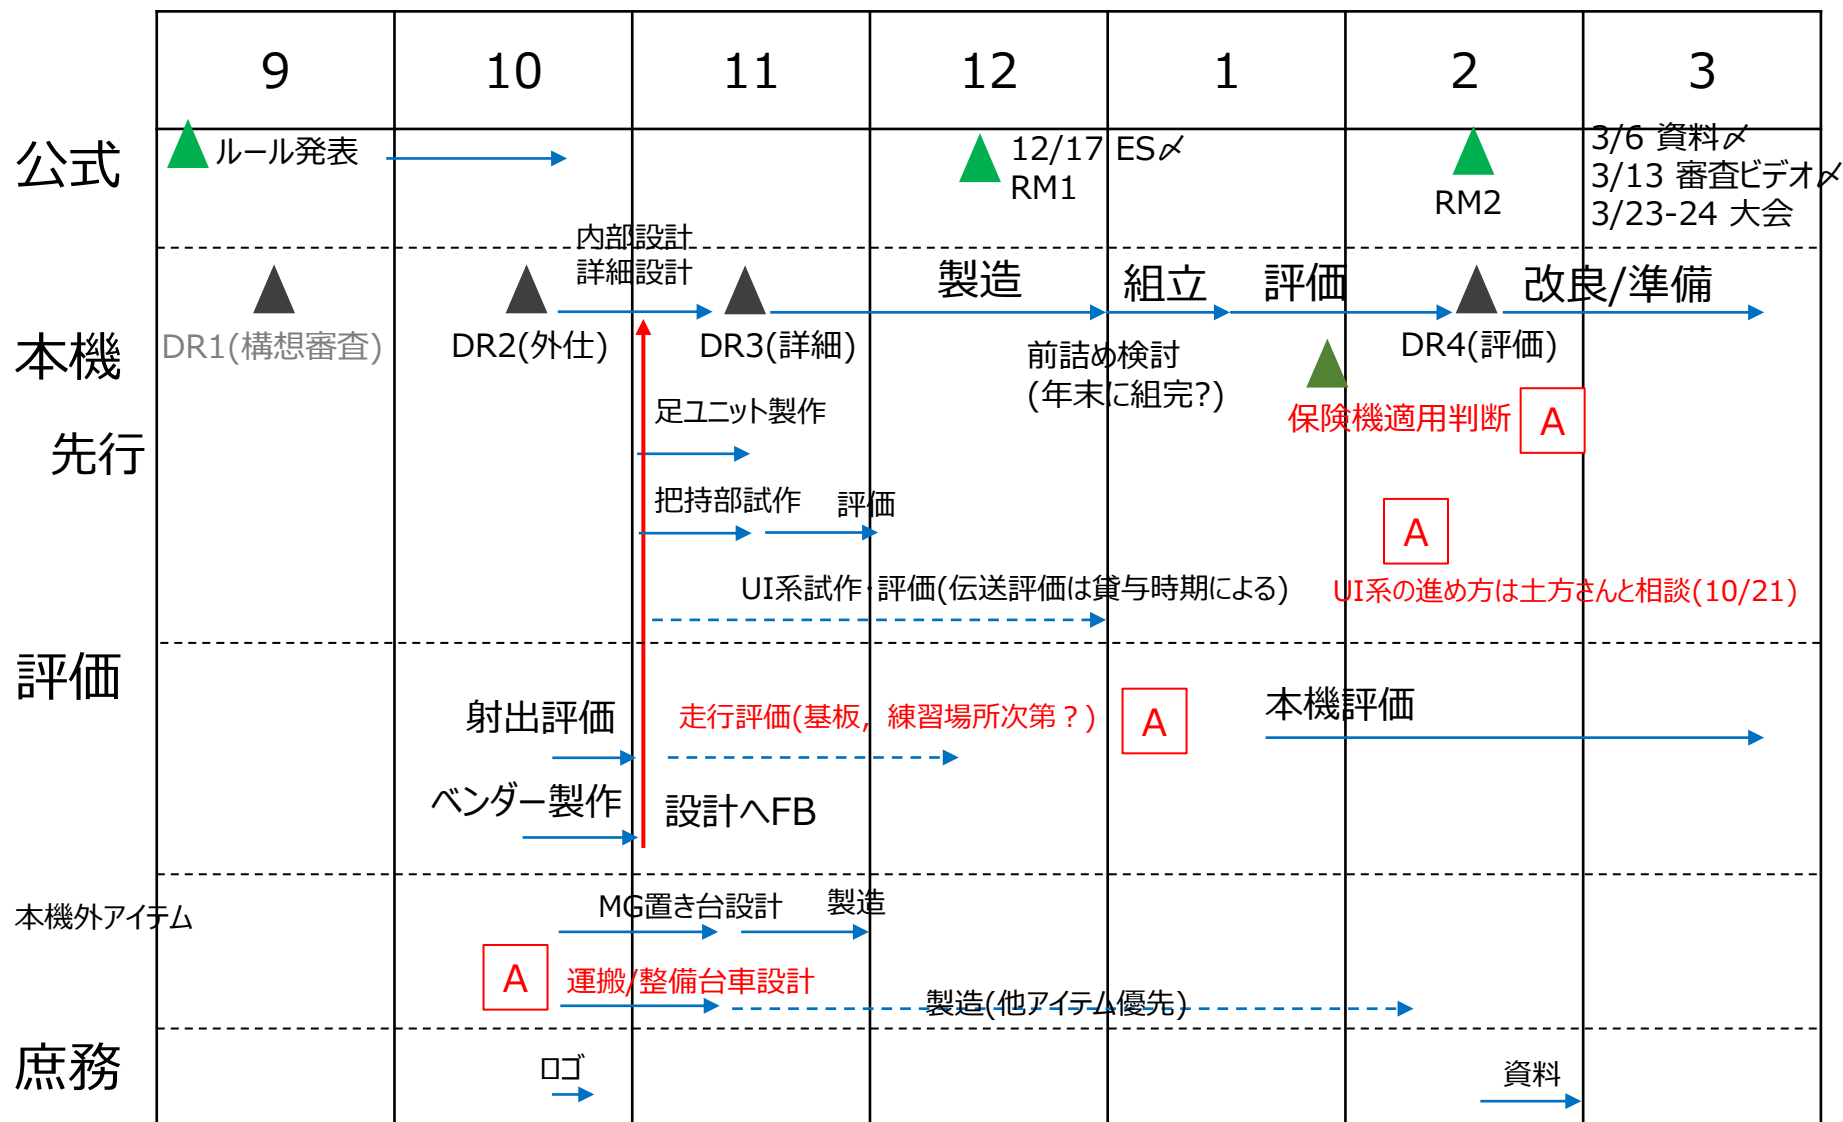 9
10
11
12
1
2
3
公式
ルール発表
12/17 ES〆
RM1
RM2
3/6 資料〆
3/13 審査ビデオ〆
3/23-24 大会
内部設計
詳細設計
製造
組立
評価
改良/準備
本機
DR1(構想審査)
DR2(外仕)
DR3(詳細)
前詰め検討
(年末に組完?)
DR4(評価)
保険機適用判断
A
先行
足ユニット製作
把持部試作
評価
A
UI系試作・評価(伝送評価は貸与時期による)
UI系の進め方は土方さんと相談(10/21)
評価
射出評価
走行評価(基板, 練習場所次第？)
A
本機評価
ベンダー製作
設計へFB
本機外アイテム
MG置き台設計
製造
A
運搬/整備台車設計
製造(他アイテム優先)
庶務
ロゴ
資料